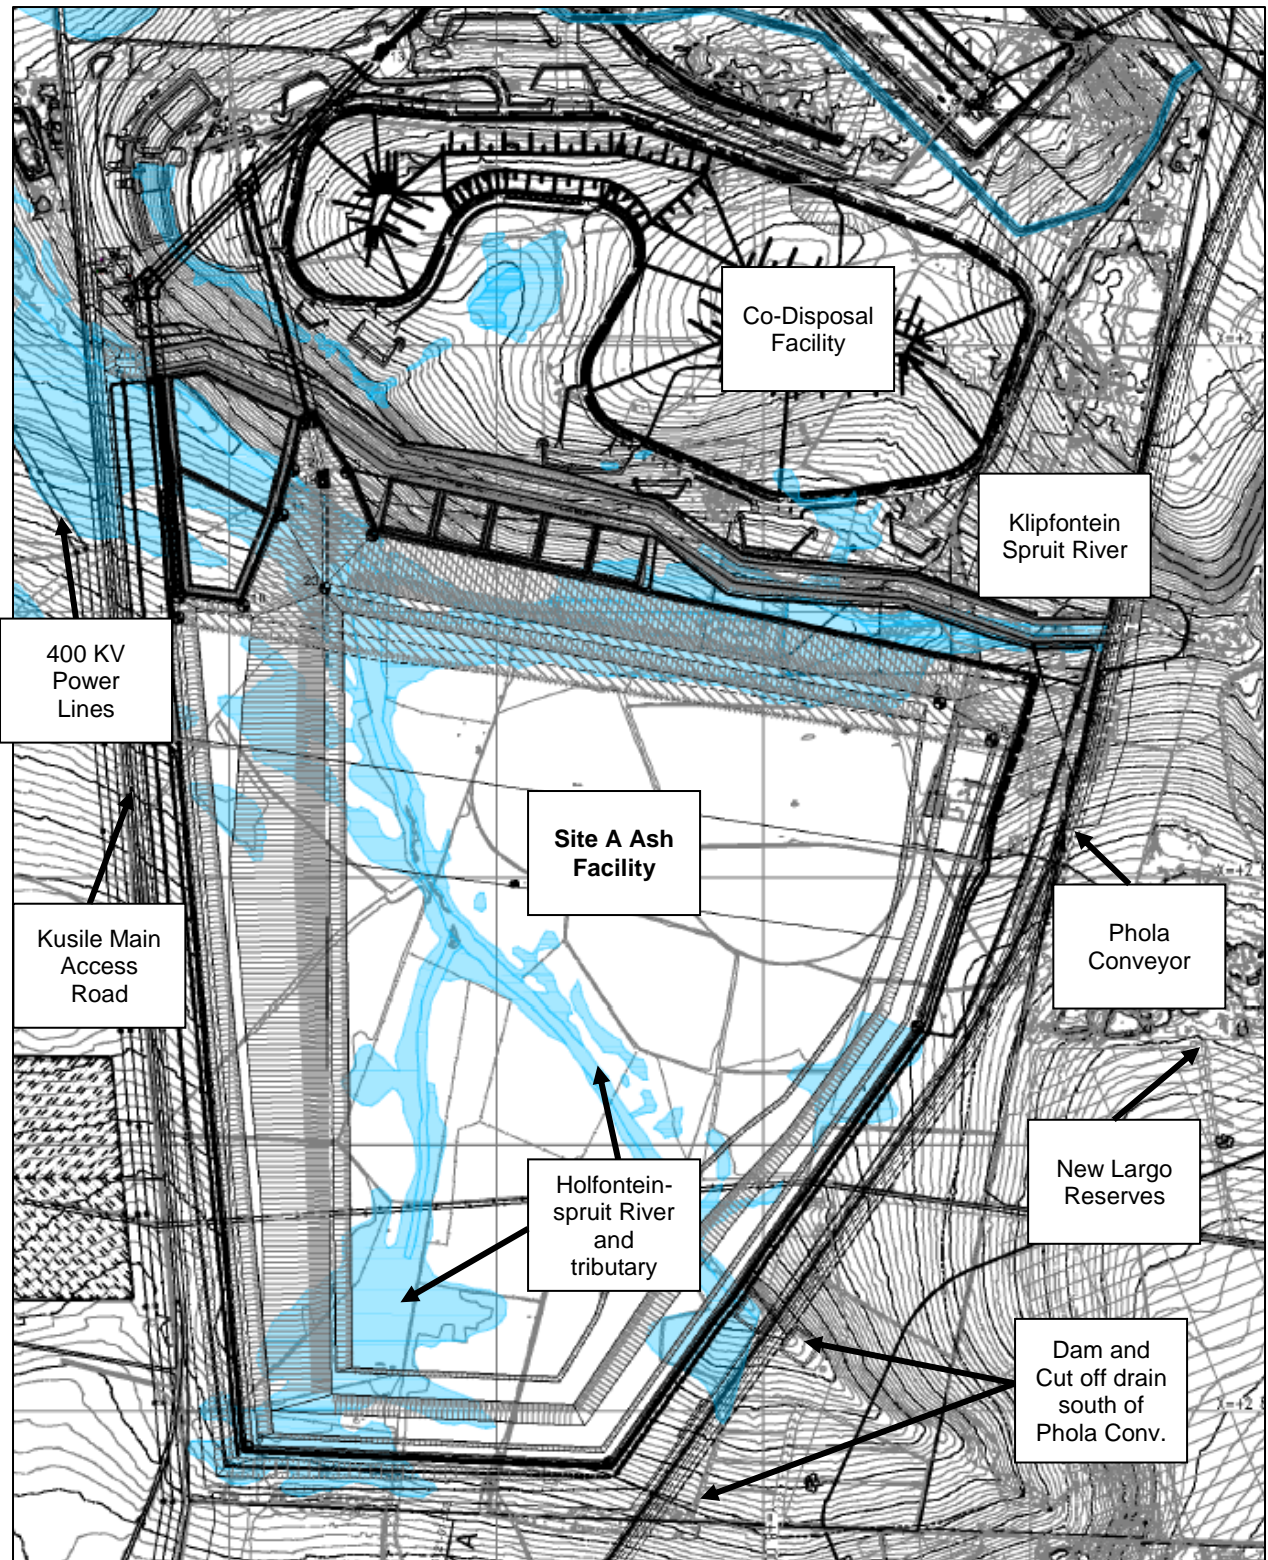 Co-Disposal
Facility
Klipfontein
Spruit River
400 KV
Power
Lines
Site A Ash
Facility
Kusile Main
Access
Road
Phola
Conveyor
New Largo
Reserves
Holfontein-
spruit River
and
tributary
Dam and
Cut off drain
south of
Phola Conv.
A